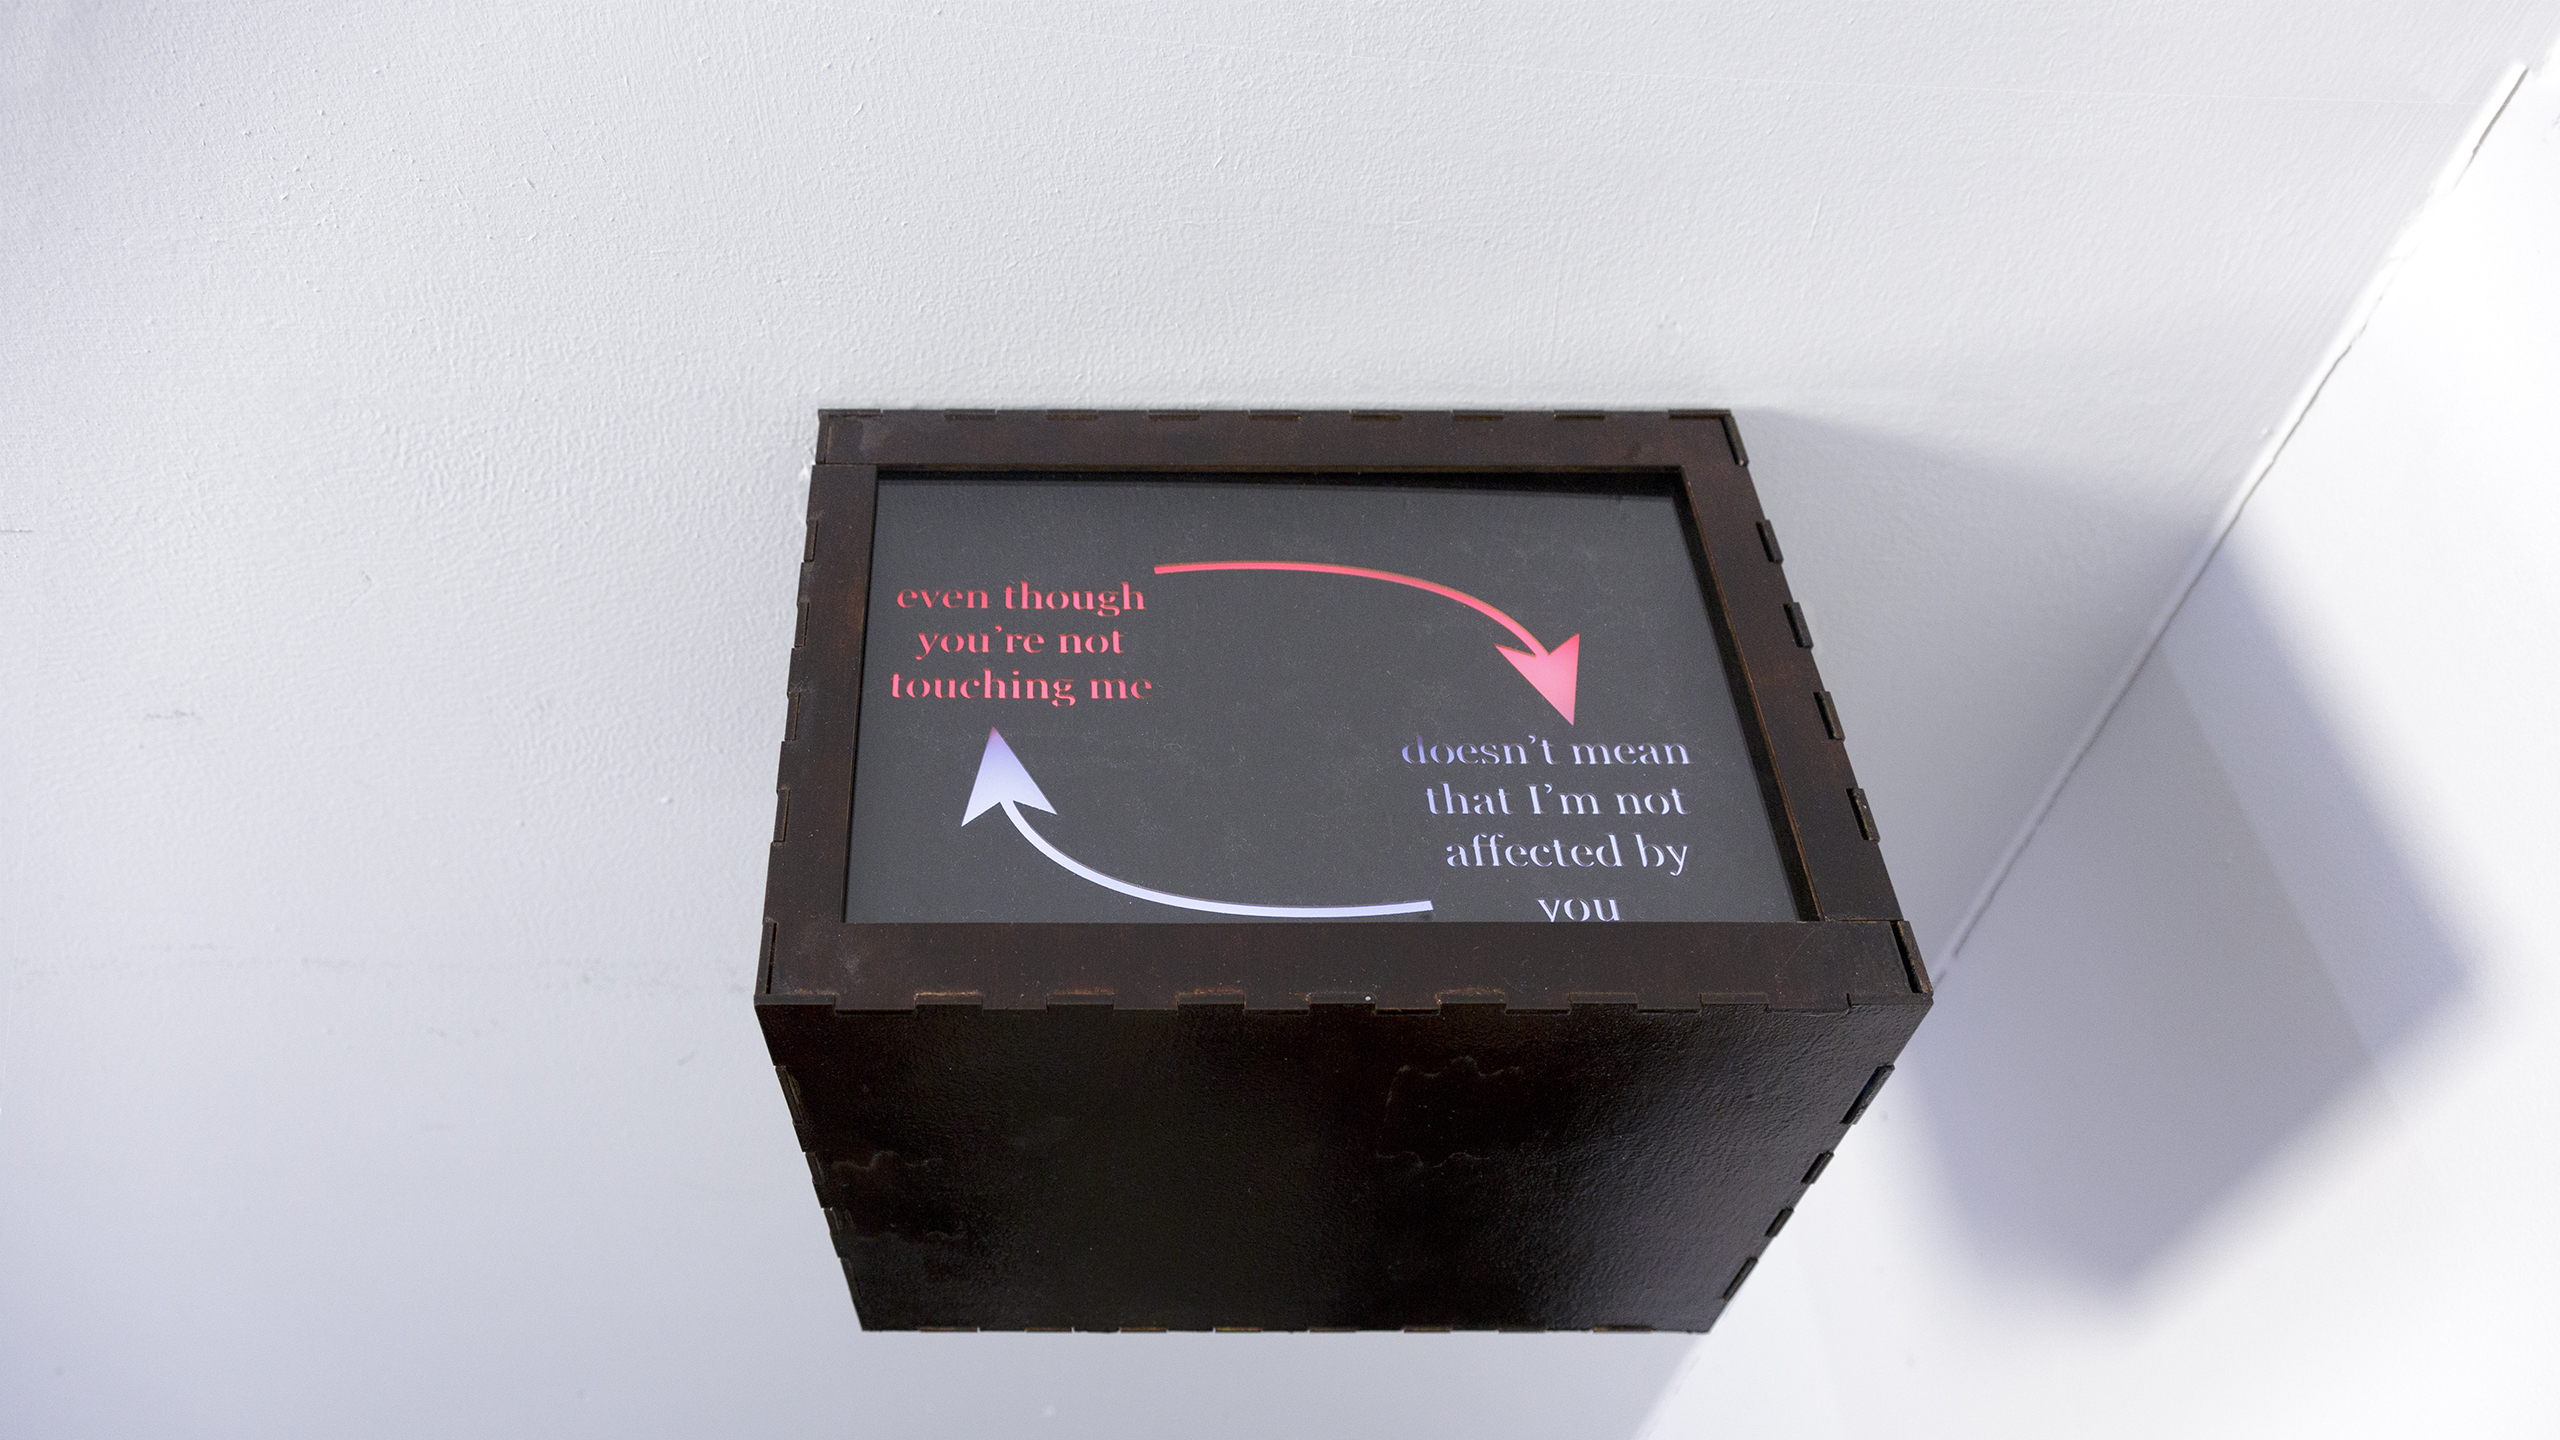 even though
you're not
touching me
doesn't mean
that I'm not
affected by
you